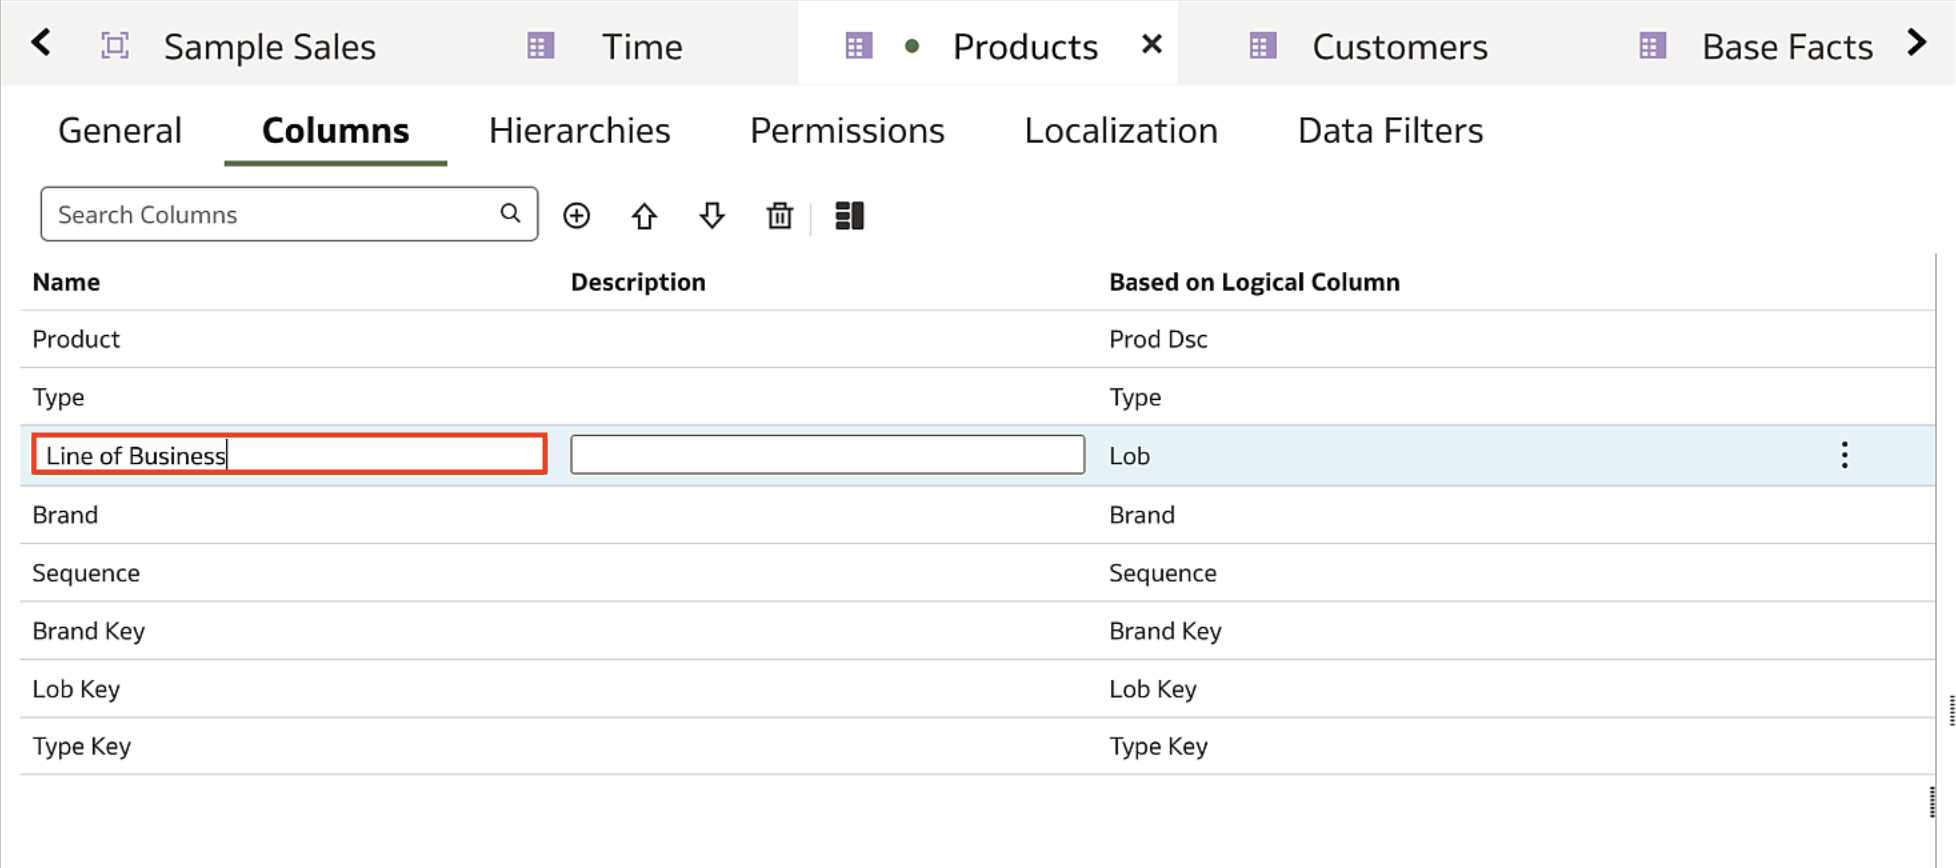 Sample Sales Time Products Customers Base Facts
General Columns Hierarchies Permissions Localization Data Filters
Search Columns
Name Description Based on Logical Column
Product Prod Dsc
Type Type
Line of Business Lob
Brand Brand
Sequence Sequence
Brand Key Brand Key
Lob Key Lob Key
Type Key Type Key